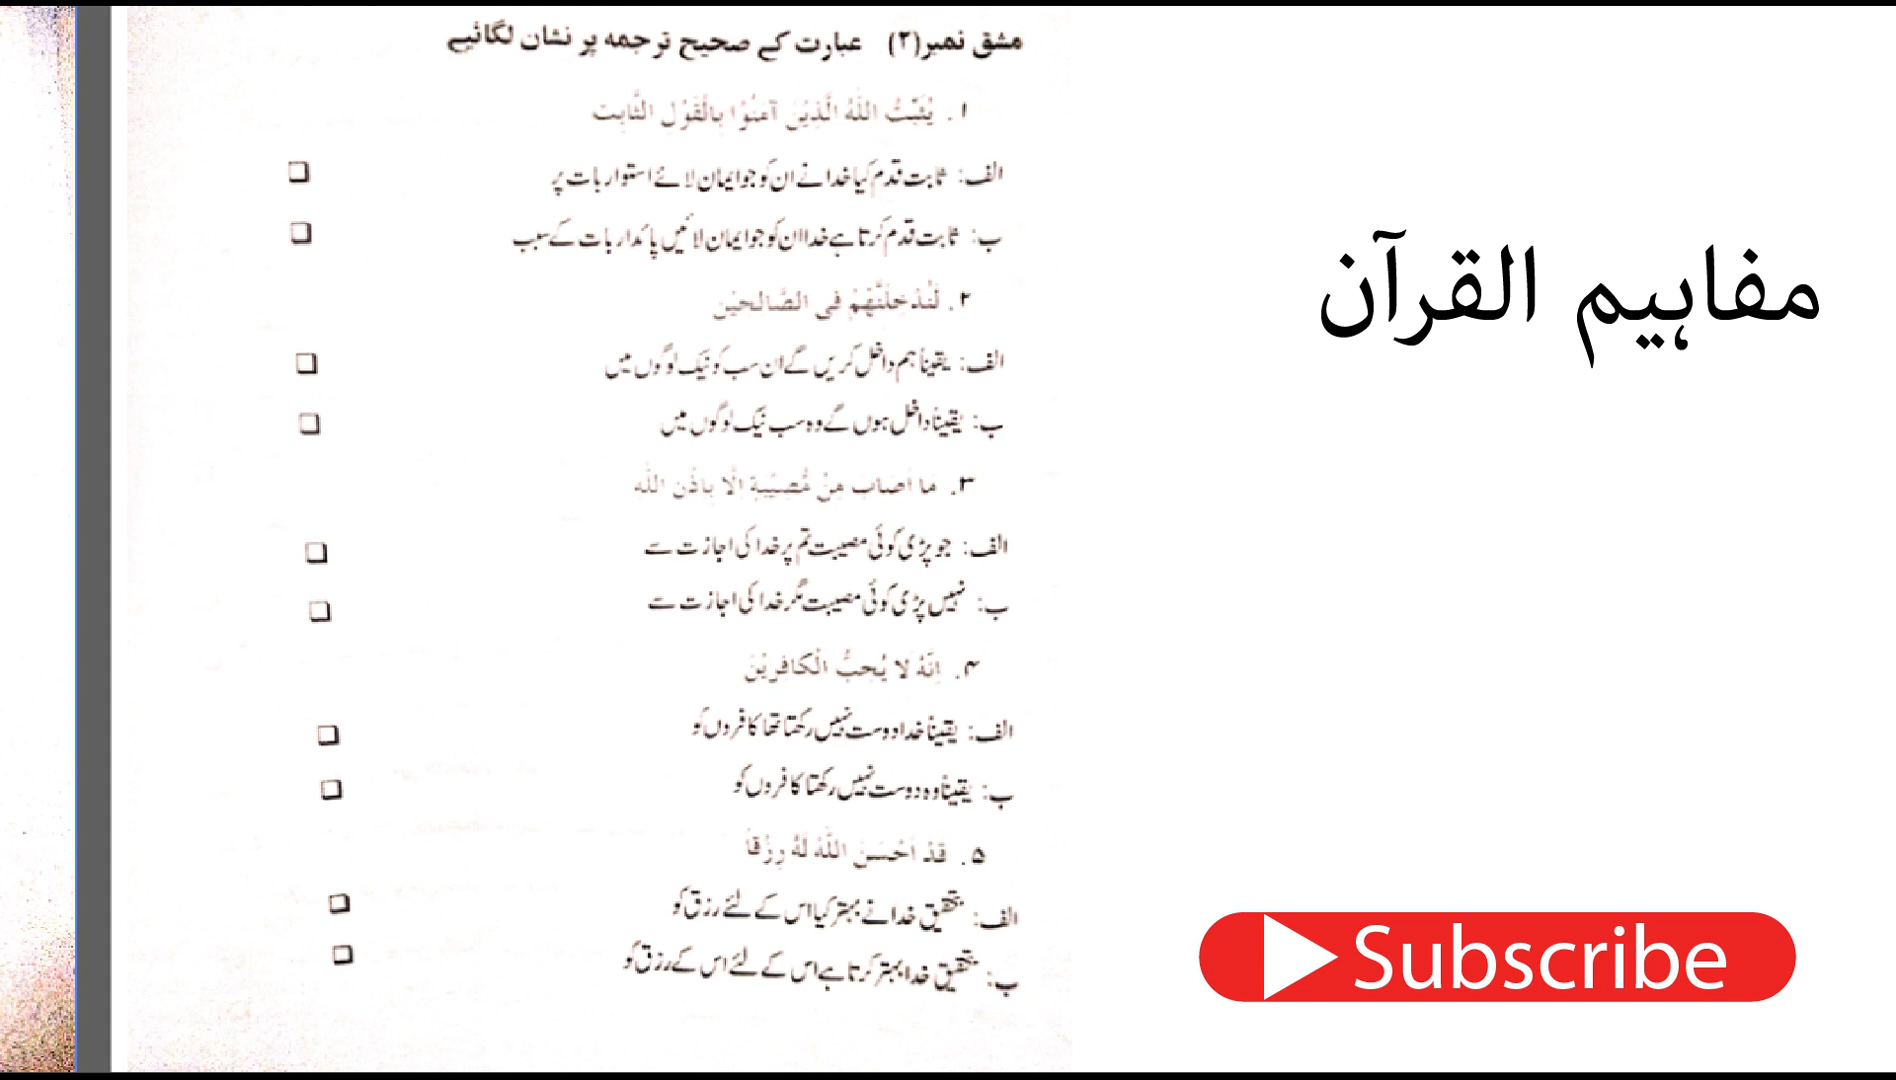 مشق نمبر(۲) عبارت کے صحیح ترجمہ پر نشان لگائیے
۱. یُثَبِّتُ اللّٰهُ الَّذِیْنَ آمَنُوْا بِالْقَوْلِ الثَّابِت
الف: ثابت قدم کیا خدا نے ان کو جو ایمان لائے استوار بات پر
ب: ثابت قدم کرتا ہے خدا ان کو جو ایمان لائیں پائدار بات کے سبب
۲. لَنُدْخِلَنَّهُمْ فِی الصَّالِحِیْنَ
الف: یقیناً ہم داخل کریں گے ان سب کو نیک لوگوں میں
ب: یقیناً داخل ہوں گے وہ سب نیک لوگوں میں
۳. مَا اَصَابَ مِنْ مُّصِیْبَةٍ اِلَّا بِاِذْنِ اللّٰه
الف: جو پڑی کوئی مصیبت تم پر خدا کی اجازت سے
ب: نہیں پڑی کوئی مصیبت مگر خدا کی اجازت سے
۴. اِنَّهٗ لَا یُحِبُّ الْکَافِرِیْنَ
الف: یقیناً خدا دوست نہیں رکھتا تھا کافروں کو
ب: یقیناً وہ دوست نہیں رکھتا کافروں کو
۵. قَدْ اَحْسَنَ اللّٰهُ لَهٗ رِزْقاً
الف: بتحقیق خدا نے بہتر کیا اس کے لئے رزق کو
ب: بتحقیق خدا بہتر کرتا ہے اس کے لئے اس کے رزق کو
مفاہیم القرآن
Subscribe